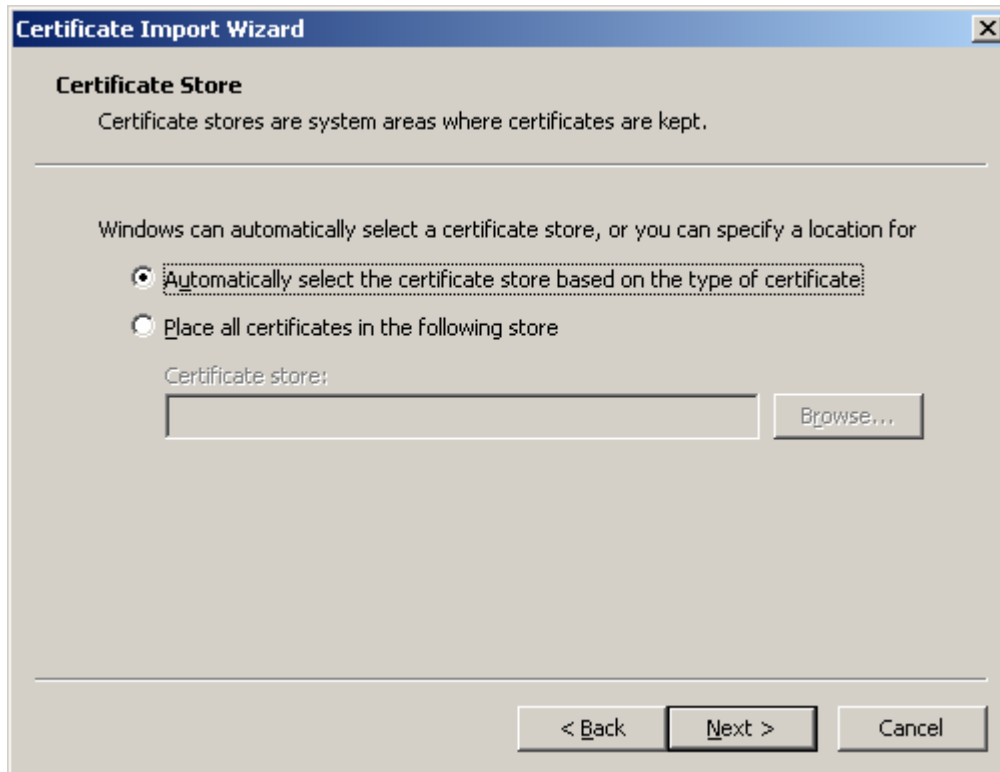 Certificate Import Wizard
Certificate Store
Certificate stores are system areas where certificates are kept.
Windows can automatically select a certificate store, or you can specify a location for
Automatically select the certificate store based on the type of certificate
Place all certificates in the following store
Certificate store:
Browse...
< Back
Next >
Cancel